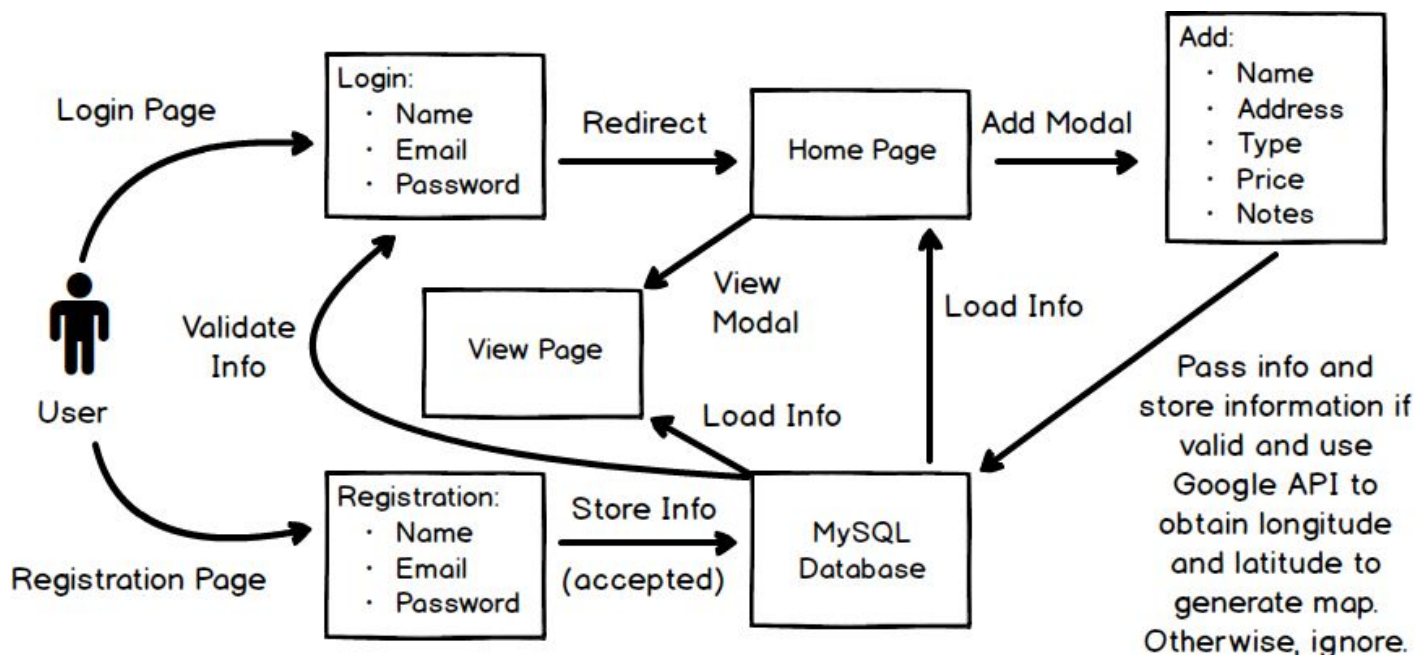 Login Page
Login:
· Name
· Email
· Password
Redirect
Home Page
Add Modal
Add:
· Name
· Address
· Type
· Price
· Notes
User
Validate
Info
View Page
View
Modal
Load Info
Load Info
Registration Page
Registration:
· Name
· Email
· Password
Store Info
(accepted)
MySQL
Database
Pass info and
store information if
valid and use
Google API to
obtain longitude
and latitude to
generate map.
Otherwise, ignore.